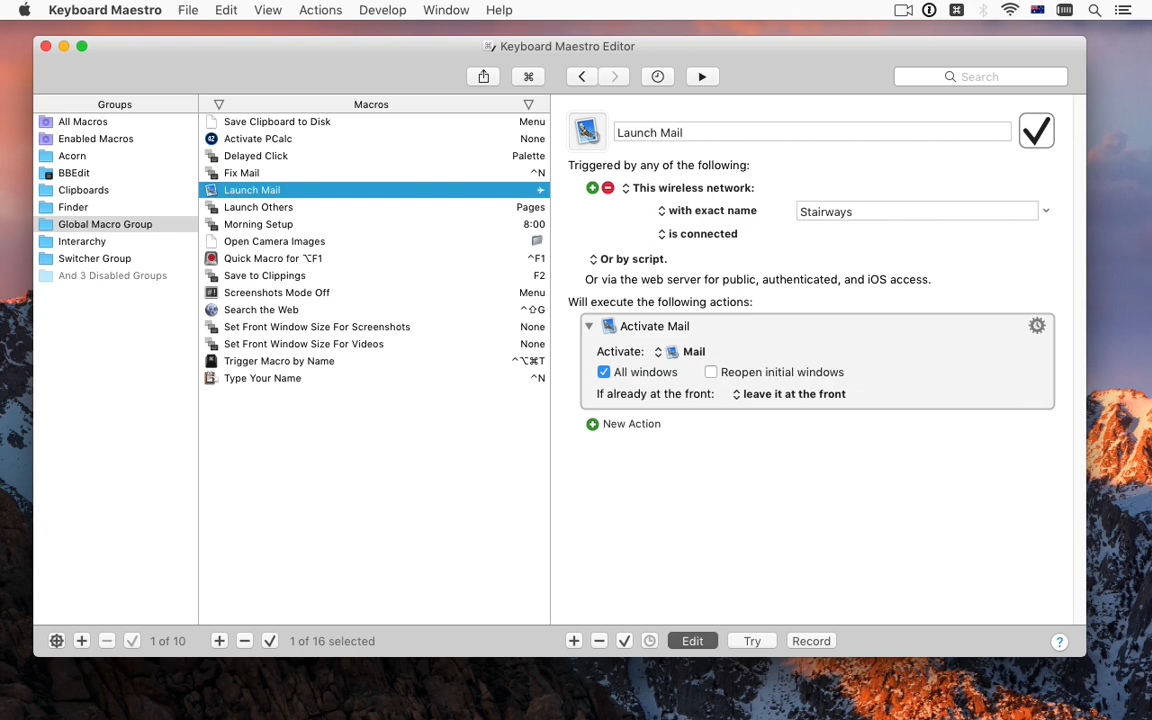 Keyboard Maestro File Edit View Actions Develop Window Help
Keyboard Maestro Editor
Search
Groups
All Macros
Enabled Macros
Acorn
BBEdit
Clipboards
Finder
Global Macro Group
Interarchy
Switcher Group
And 3 Disabled Groups
Macros
Save Clipboard to Disk Menu
Activate PCalc None
Delayed Click Palette
Fix Mail ^N
Launch Mail
Launch Others Pages
Morning Setup 8:00
Open Camera Images
Quick Macro for ⌥F1 ^F1
Save to Clippings F2
Screenshots Mode Off Menu
Search the Web ^⇧G
Set Front Window Size For Screenshots None
Set Front Window Size For Videos None
Trigger Macro by Name ^⌥⌘T
Type Your Name ^N
Launch Mail
Triggered by any of the following:
This wireless network:
with exact name Stairways
is connected
Or by script.
Or via the web server for public, authenticated, and iOS access.
Will execute the following actions:
Activate Mail
Activate: Mail
All windows Reopen initial windows
If already at the front: leave it at the front
New Action
1 of 10 1 of 16 selected Edit Try Record ?